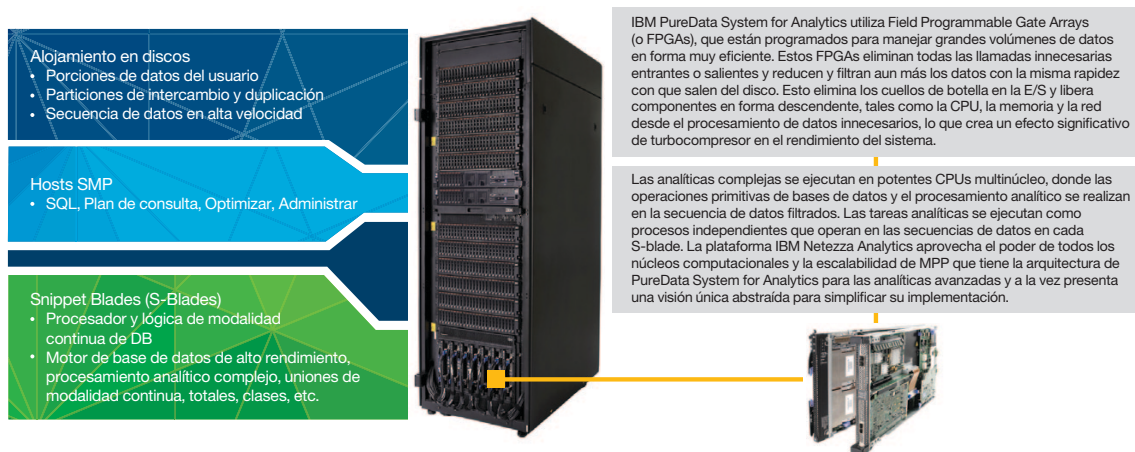 Alojamiento en discos
• Porciones de datos del usuario
• Particiones de intercambio y duplicación
• Secuencia de datos en alta velocidad
Hosts SMP
• SQL, Plan de consulta, Optimizar, Administrar
Snippet Blades (S-Blades)
• Procesador y lógica de modalidad
continua de DB
• Motor de base de datos de alto rendimiento,
procesamiento analítico complejo, uniones de
modalidad continua, totales, clases, etc.
IBM PureData System for Analytics utiliza Field Programmable Gate Arrays
(o FPGAs), que están programados para manejar grandes volúmenes de datos
en forma muy eficiente. Estos FPGAs eliminan todas las llamadas innecesarias
entrantes o salientes y reducen y filtran aun más los datos con la misma rapidez
con que salen del disco. Esto elimina los cuellos de botella en la E/S y libera
componentes en forma descendente, tales como la CPU, la memoria y la red
desde el procesamiento de datos innecesarios, lo que crea un efecto significativo
de turbocompresor en el rendimiento del sistema.
Las analíticas complejas se ejecutan en potentes CPUs multinúcleo, donde las
operaciones primitivas de bases de datos y el procesamiento analítico se realizan
en la secuencia de datos filtrados. Las tareas analíticas se ejecutan como
procesos independientes que operan en las secuencias de datos en cada
S-blade. La plataforma IBM Netezza Analytics aprovecha el poder de todos los
núcleos computacionales y la escalabilidad de MPP que tiene la arquitectura de
PureData System for Analytics para las analíticas avanzadas y a la vez presenta
una visión única abstraída para simplificar su implementación.